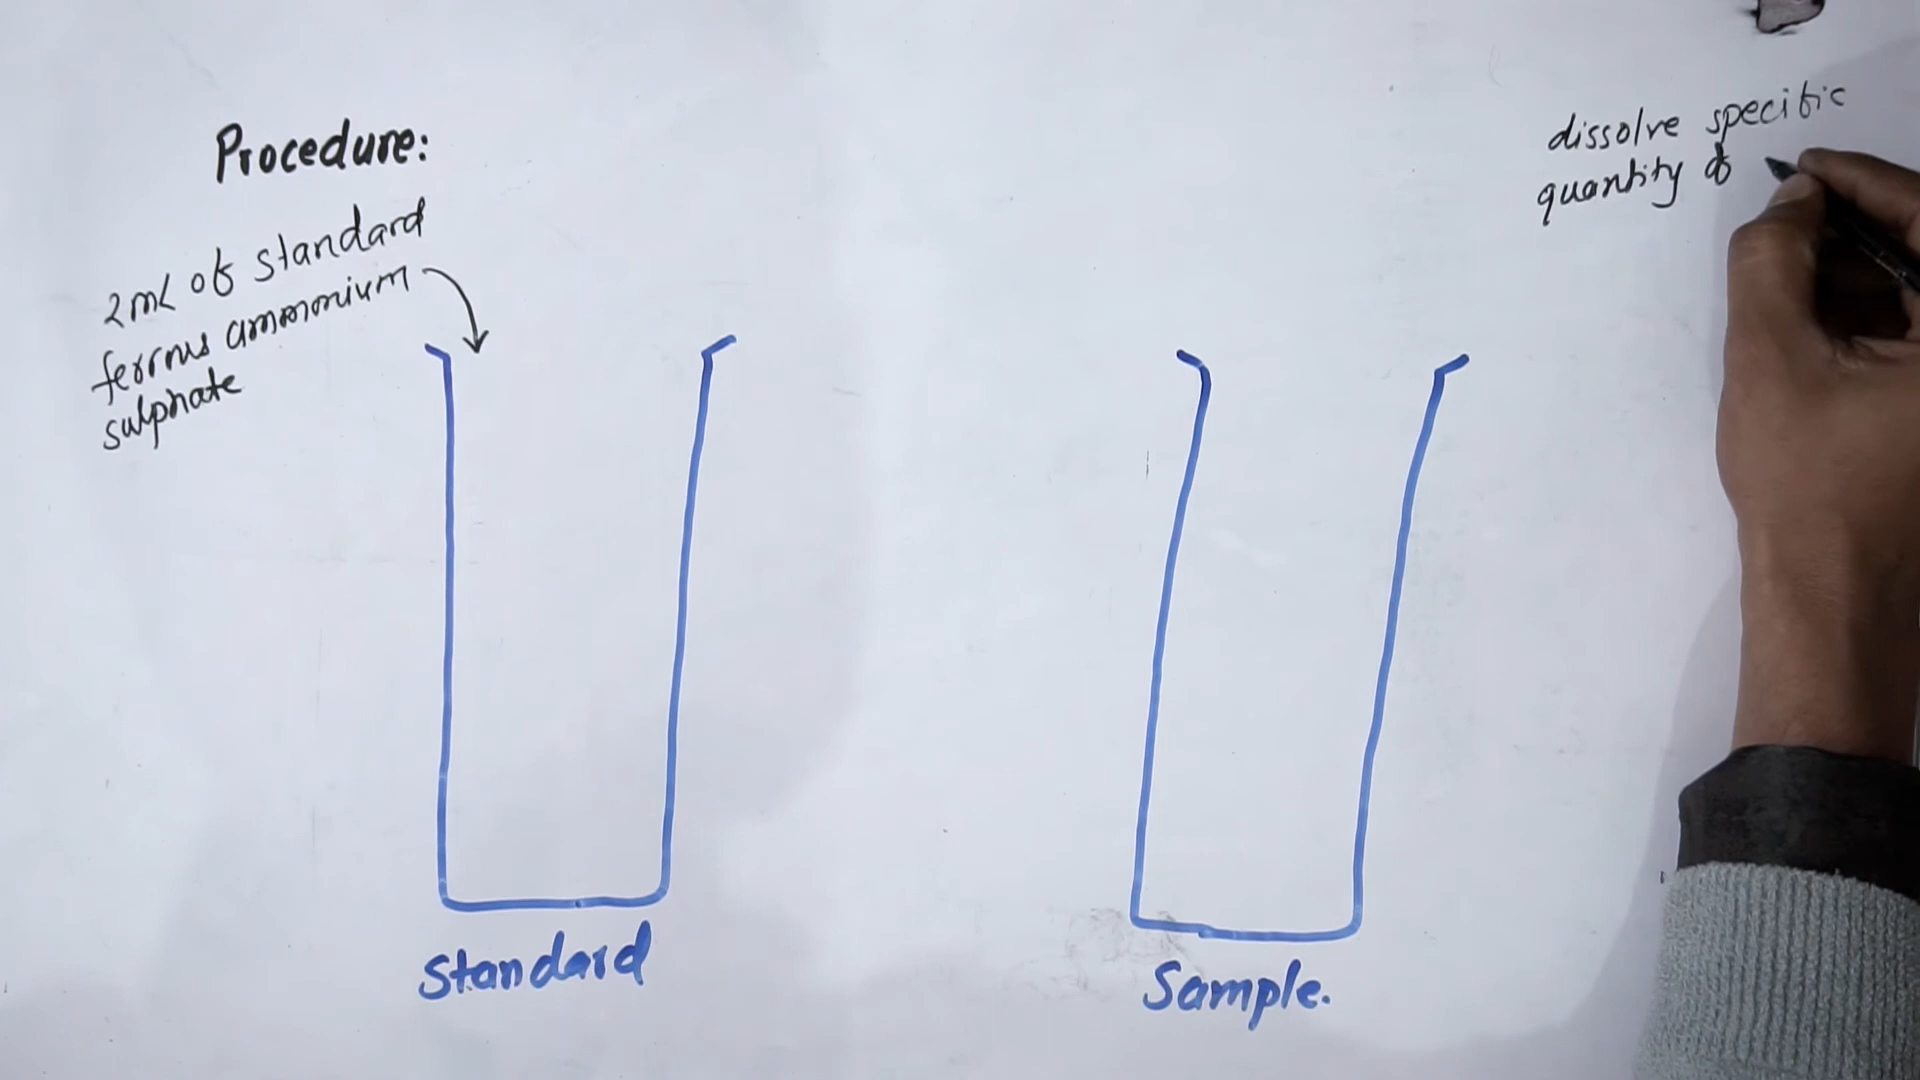 Procedure:
2mL of standard
ferrous ammonium
sulphate
dissolve specific
quantity of
Standard
Sample.